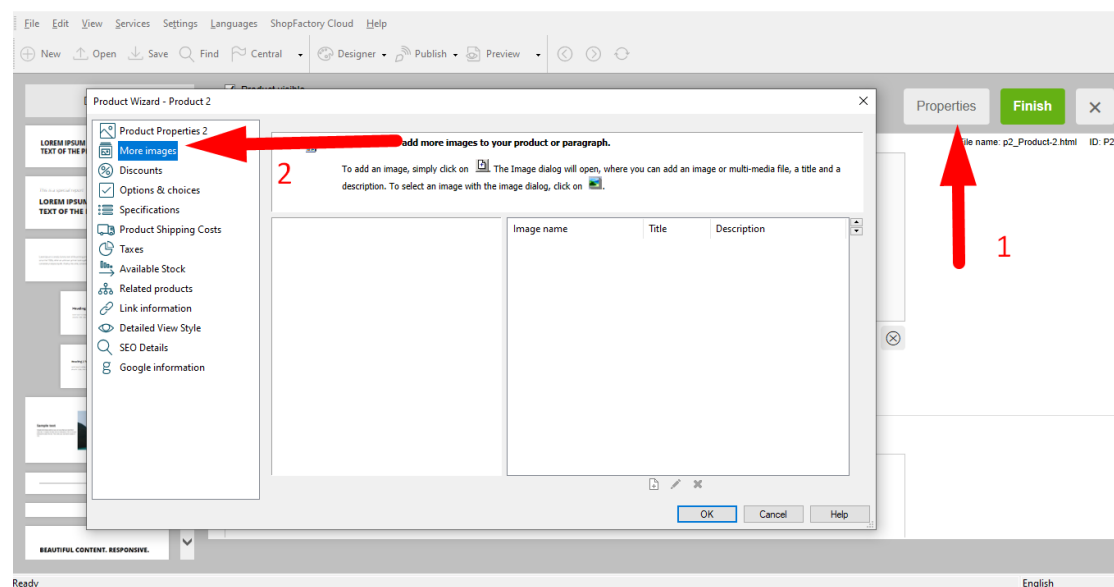 File Edit View Services Settings Languages ShopFactory Cloud Help
New Open Save Find Central Designer Publish Preview
Properties Finish
File name: p2_Product-2.html ID: P2
Product Wizard - Product 2
Product Properties 2
More images
Discounts
Options & choices
Specifications
Product Shipping Costs
Taxes
Available Stock
Related products
Link information
Detailed View Style
SEO Details
Google information
add more images to your product or paragraph.
To add an image, simply click on . The Image dialog will open, where you can add an image or multi-media file, a title and a
description. To select an image with the image dialog, click on .
2
1
Image name Title Description
OK Cancel Help
LOREM IPSUM
TEXT OF THE
LOREM IPSUM
TEXT OF THE
BEAUTIFUL CONTENT. RESPONSIVE.
Ready English